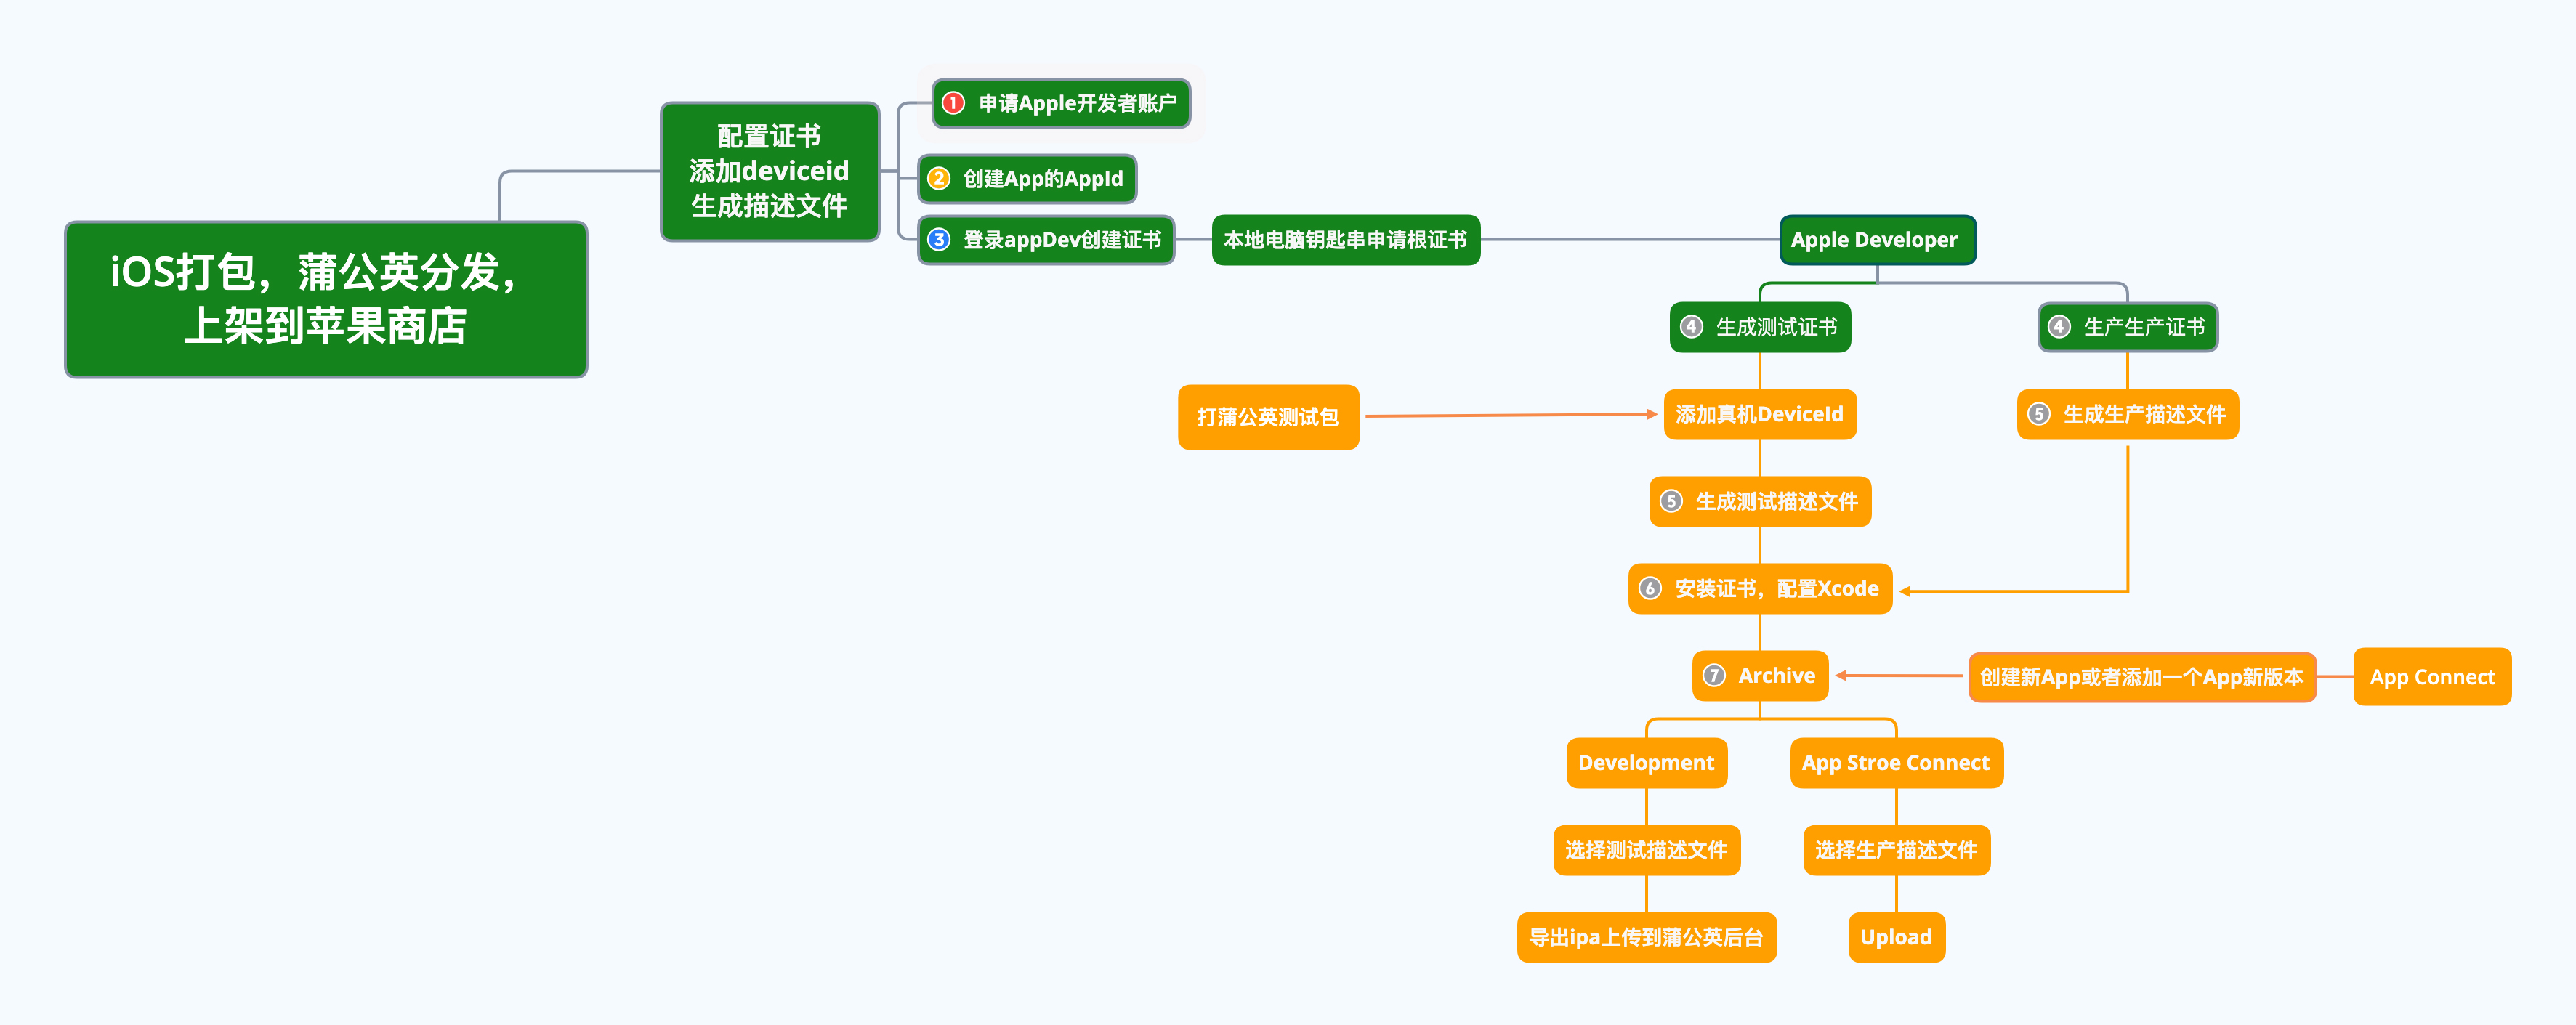 iOS打包，蒲公英分发，
上架到苹果商店
配置证书
添加deviceid
生成描述文件
1 申请Apple开发者账户
2 创建App的AppId
3 登录appDev创建证书
本地电脑钥匙串申请根证书
Apple Developer
4 生成测试证书
4 生产生产证书
打蒲公英测试包
添加真机DeviceId
5 生成生产描述文件
5 生成测试描述文件
6 安装证书，配置Xcode
7 Archive
创建新App或者添加一个App新版本
App Connect
Development
App Stroe Connect
选择测试描述文件
选择生产描述文件
导出ipa上传到蒲公英后台
Upload